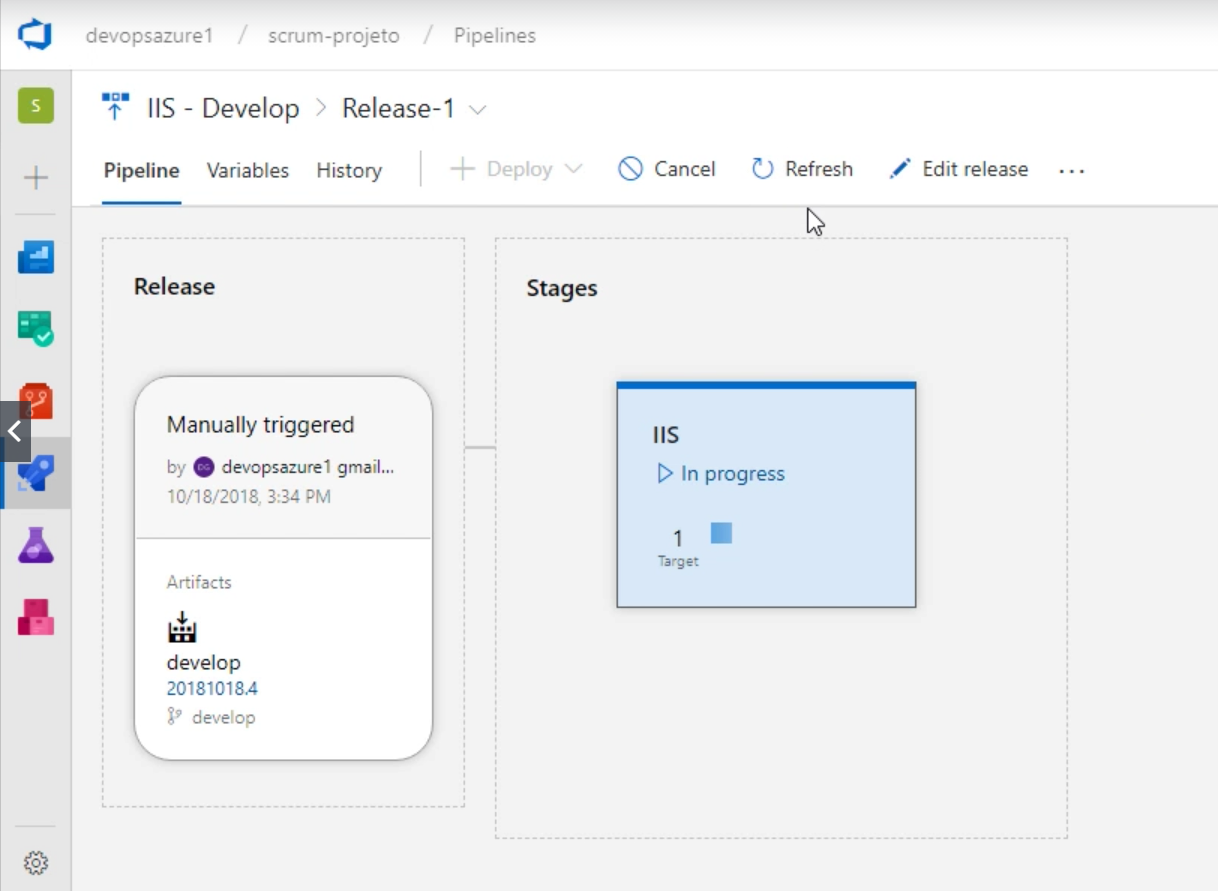 devopsazure1 / scrum-projeto / Pipelines
S
IIS - Develop > Release-1
Pipeline Variables History Deploy Cancel Refresh Edit release ...
Release
Stages
Manually triggered
by DG devopsazure1 gmail...
10/18/2018, 3:34 PM
Artifacts
develop
20181018.4
develop
IIS
In progress
1
Target